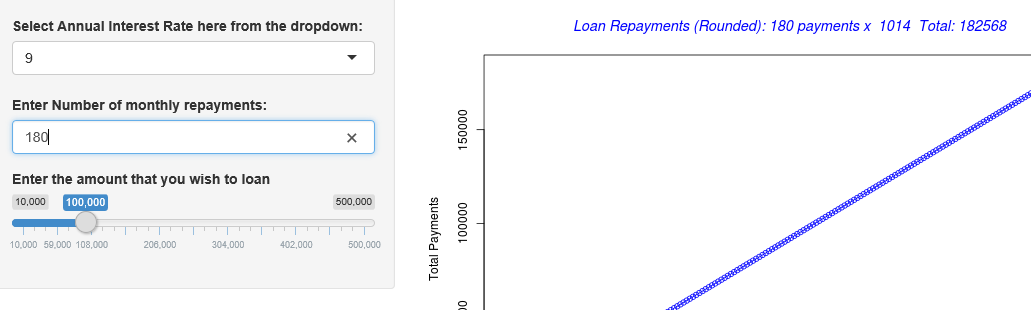 Select Annual Interest Rate here from the dropdown:
9
Enter Number of monthly repayments:
180
Enter the amount that you wish to loan
10,000 100,000 500,000
10,000 59,000 108,000 206,000 304,000 402,000 500,000
Loan Repayments (Rounded): 180 payments x 1014 Total: 182568
150000
100000
Total Payments